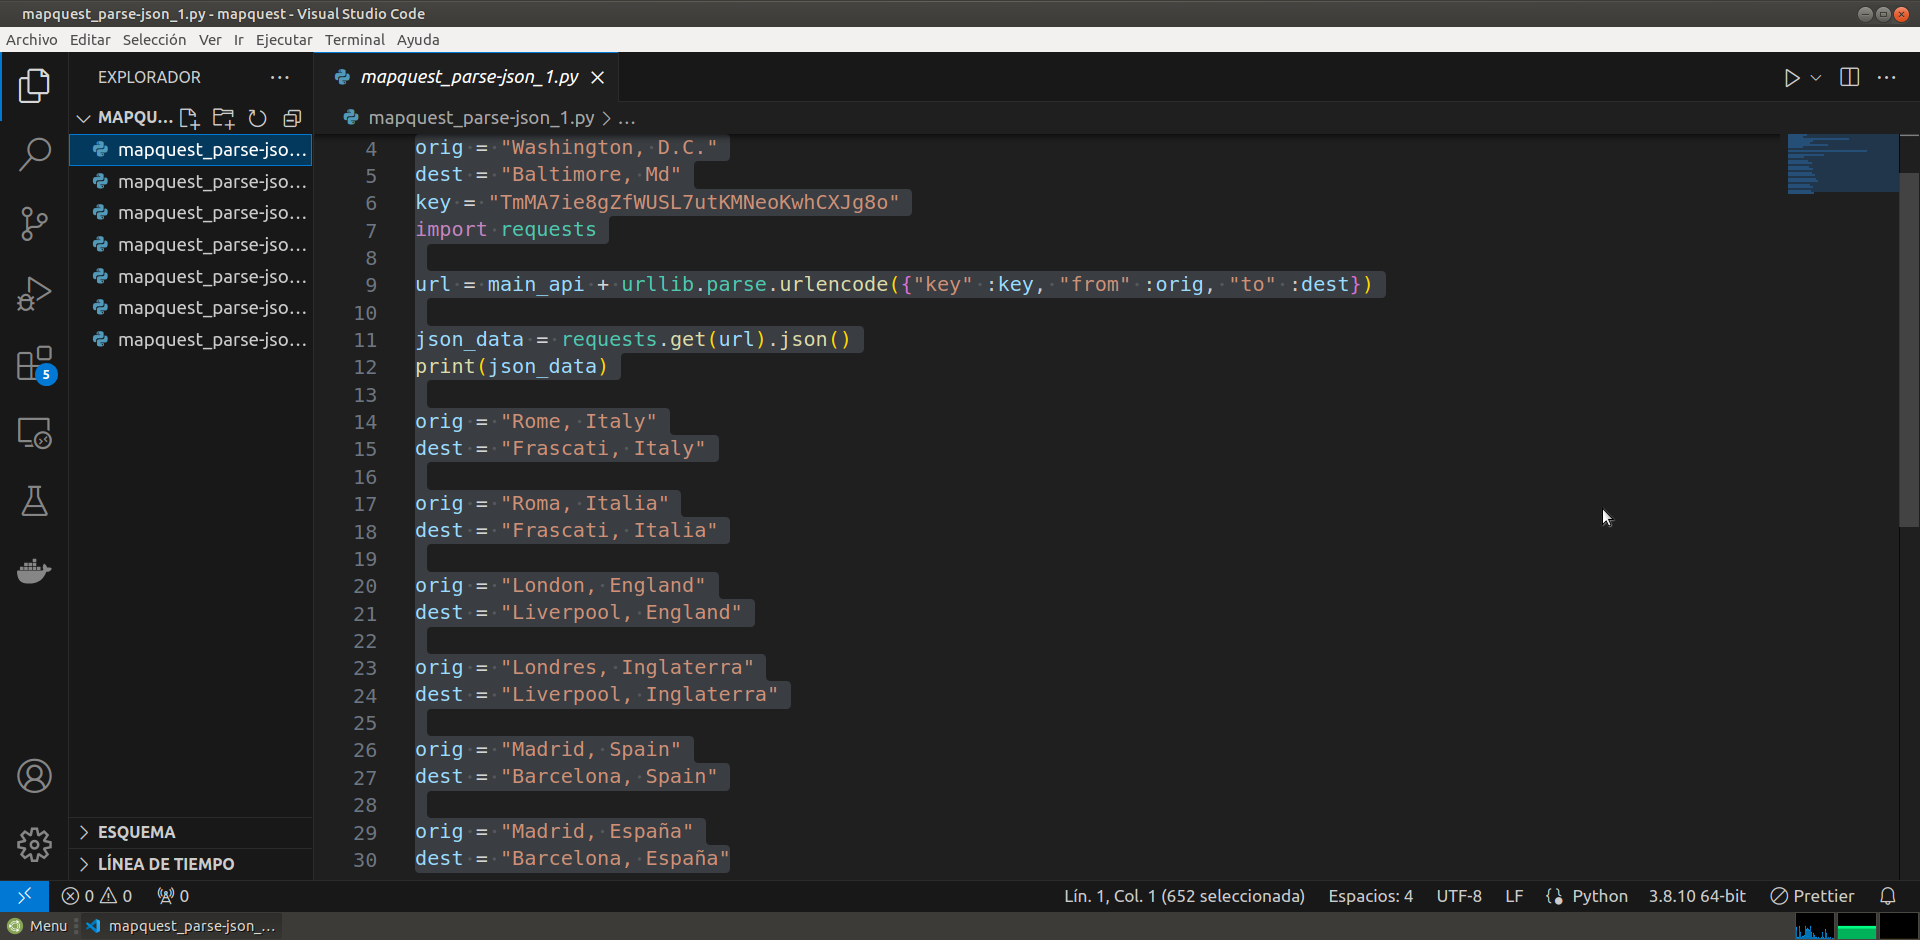 mapquest_parse-json_1.py - mapquest - Visual Studio Code
Archivo Editar Selección Ver Ir Ejecutar Terminal Ayuda
EXPLORADOR
MAPQU...
mapquest_parse-jso...
mapquest_parse-jso...
mapquest_parse-jso...
mapquest_parse-jso...
mapquest_parse-jso...
mapquest_parse-jso...
mapquest_parse-jso...
5
ESQUEMA
LÍNEA DE TIEMPO
mapquest_parse-json_1.py
mapquest_parse-json_1.py > ...
4 orig = "Washington, D.C."
5 dest = "Baltimore, Md"
6 key = "TmMA7ie8gZfWUSL7utKMNeoKwhCXJg8o"
7 import requests
8
9 url = main_api + urllib.parse.urlencode({"key" :key, "from" :orig, "to" :dest})
10
11 json_data = requests.get(url).json()
12 print(json_data)
13
14 orig = "Rome, Italy"
15 dest = "Frascati, Italy"
16
17 orig = "Roma, Italia"
18 dest = "Frascati, Italia"
19
20 orig = "London, England"
21 dest = "Liverpool, England"
22
23 orig = "Londres, Inglaterra"
24 dest = "Liverpool, Inglaterra"
25
26 orig = "Madrid, Spain"
27 dest = "Barcelona, Spain"
28
29 orig = "Madrid, España"
30 dest = "Barcelona, España"
0 0 0 Lín. 1, Col. 1 (652 seleccionada) Espacios: 4 UTF-8 LF Python 3.8.10 64-bit Prettier
Menu mapquest_parse-json_...